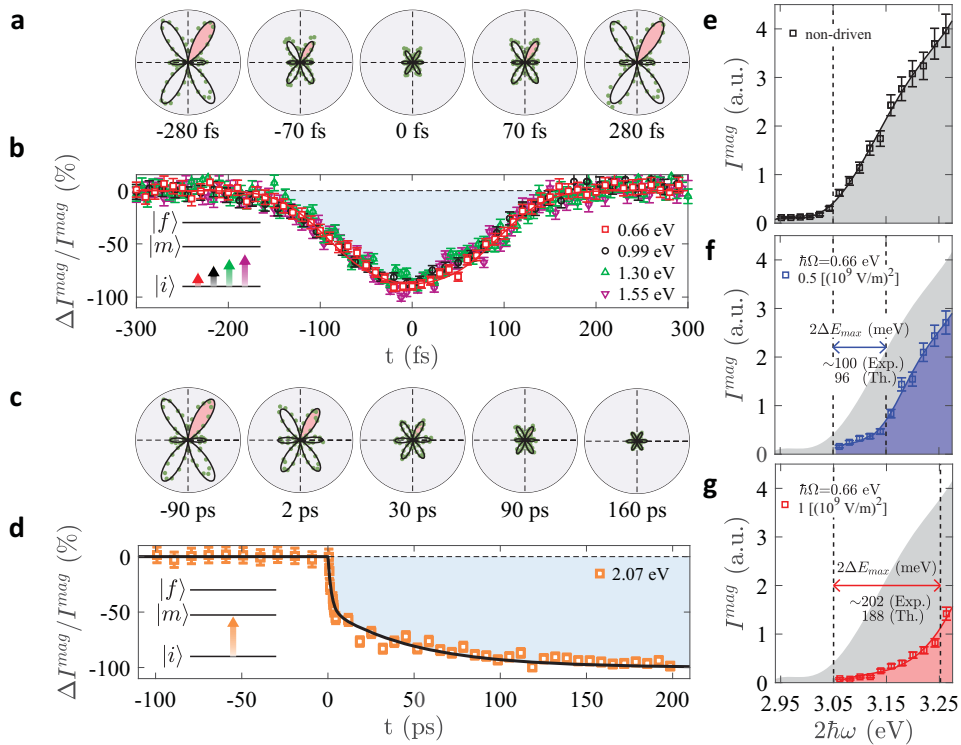 a
-280 fs
-70 fs
0 fs
70 fs
280 fs
b
ΔI^{mag}/I^{mag} (%)
0
-50
-100
|f⟩
|m⟩
|i⟩
0.66 eV
0.99 eV
1.30 eV
1.55 eV
-300 -200 -100 0 100 200 300
t (fs)
c
-90 ps
2 ps
30 ps
90 ps
160 ps
d
ΔI^{mag}/I^{mag} (%)
0
-50
-100
|f⟩
|m⟩
|i⟩
2.07 eV
-100 -50 0 50 100 150 200
t (ps)
e
I^{mag} (a.u.)
4
3
2
1
0
non-driven
f
I^{mag} (a.u.)
4
3
2
1
0
ħΩ=0.66 eV
0.5 [(10^9 V/m)^2]
2ΔE_{max} (meV)
~100 (Exp.)
96 (Th.)
g
I^{mag} (a.u.)
4
3
2
1
0
ħΩ=0.66 eV
1 [(10^9 V/m)^2]
2ΔE_{max} (meV)
~202 (Exp.)
188 (Th.)
2.95 3.05 3.15 3.25
2ħω (eV)